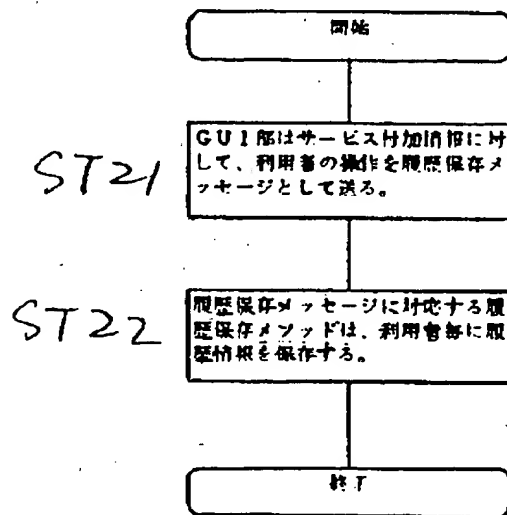 開始
ST21
GUI部はサービス付加情報に対
して、利用者の操作を履歴保存メ
ッセージとして送る。
ST22
履歴保存メッセージに対応する履
歴保存メソッドは、利用者毎に履
歴情報を保存する。
終了